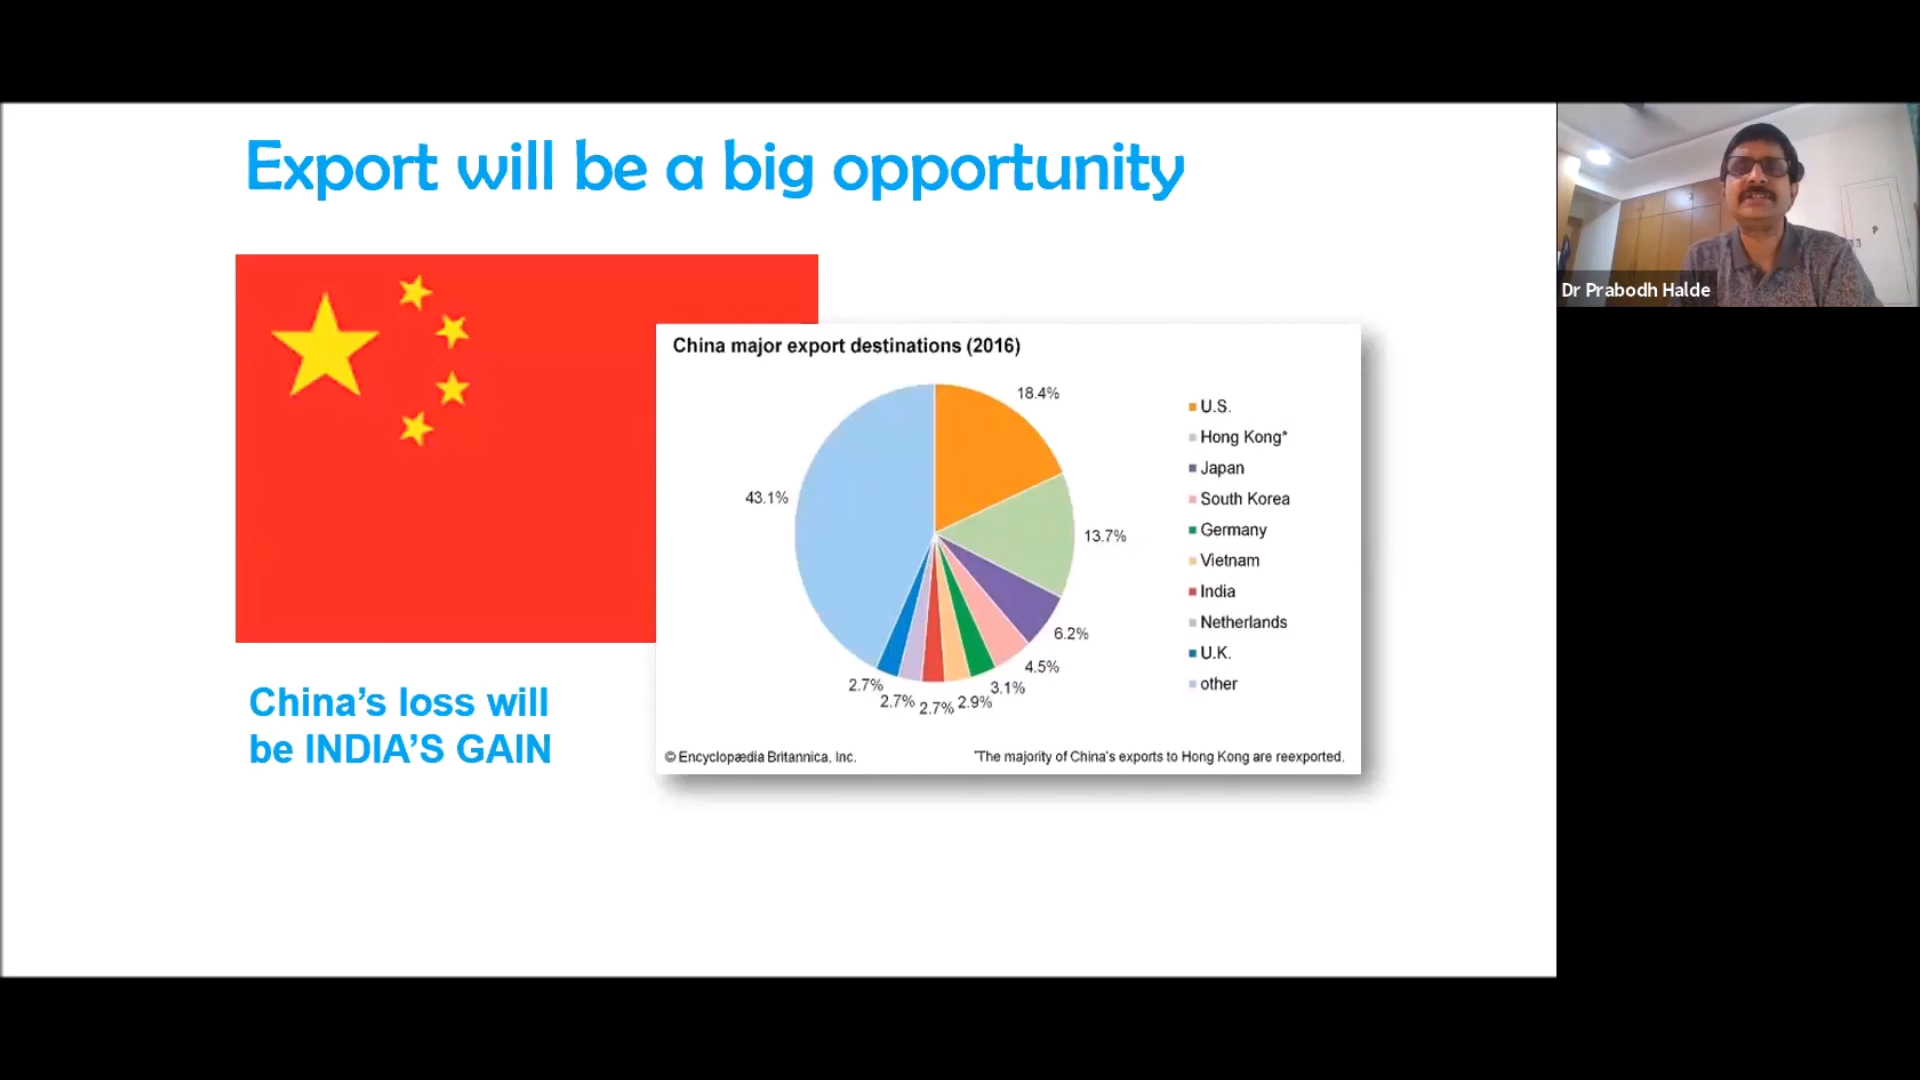 Export will be a big opportunity
China's loss will
be INDIA'S GAIN
China major export destinations (2016)
18.4%
13.7%
6.2%
4.5%
3.1%
2.9%
2.7%
2.7%
2.7%
43.1%
U.S.
Hong Kong*
Japan
South Korea
Germany
Vietnam
India
Netherlands
U.K.
other
© Encyclopædia Britannica, Inc.
*The majority of China's exports to Hong Kong are reexported.
Dr Prabodh Halde